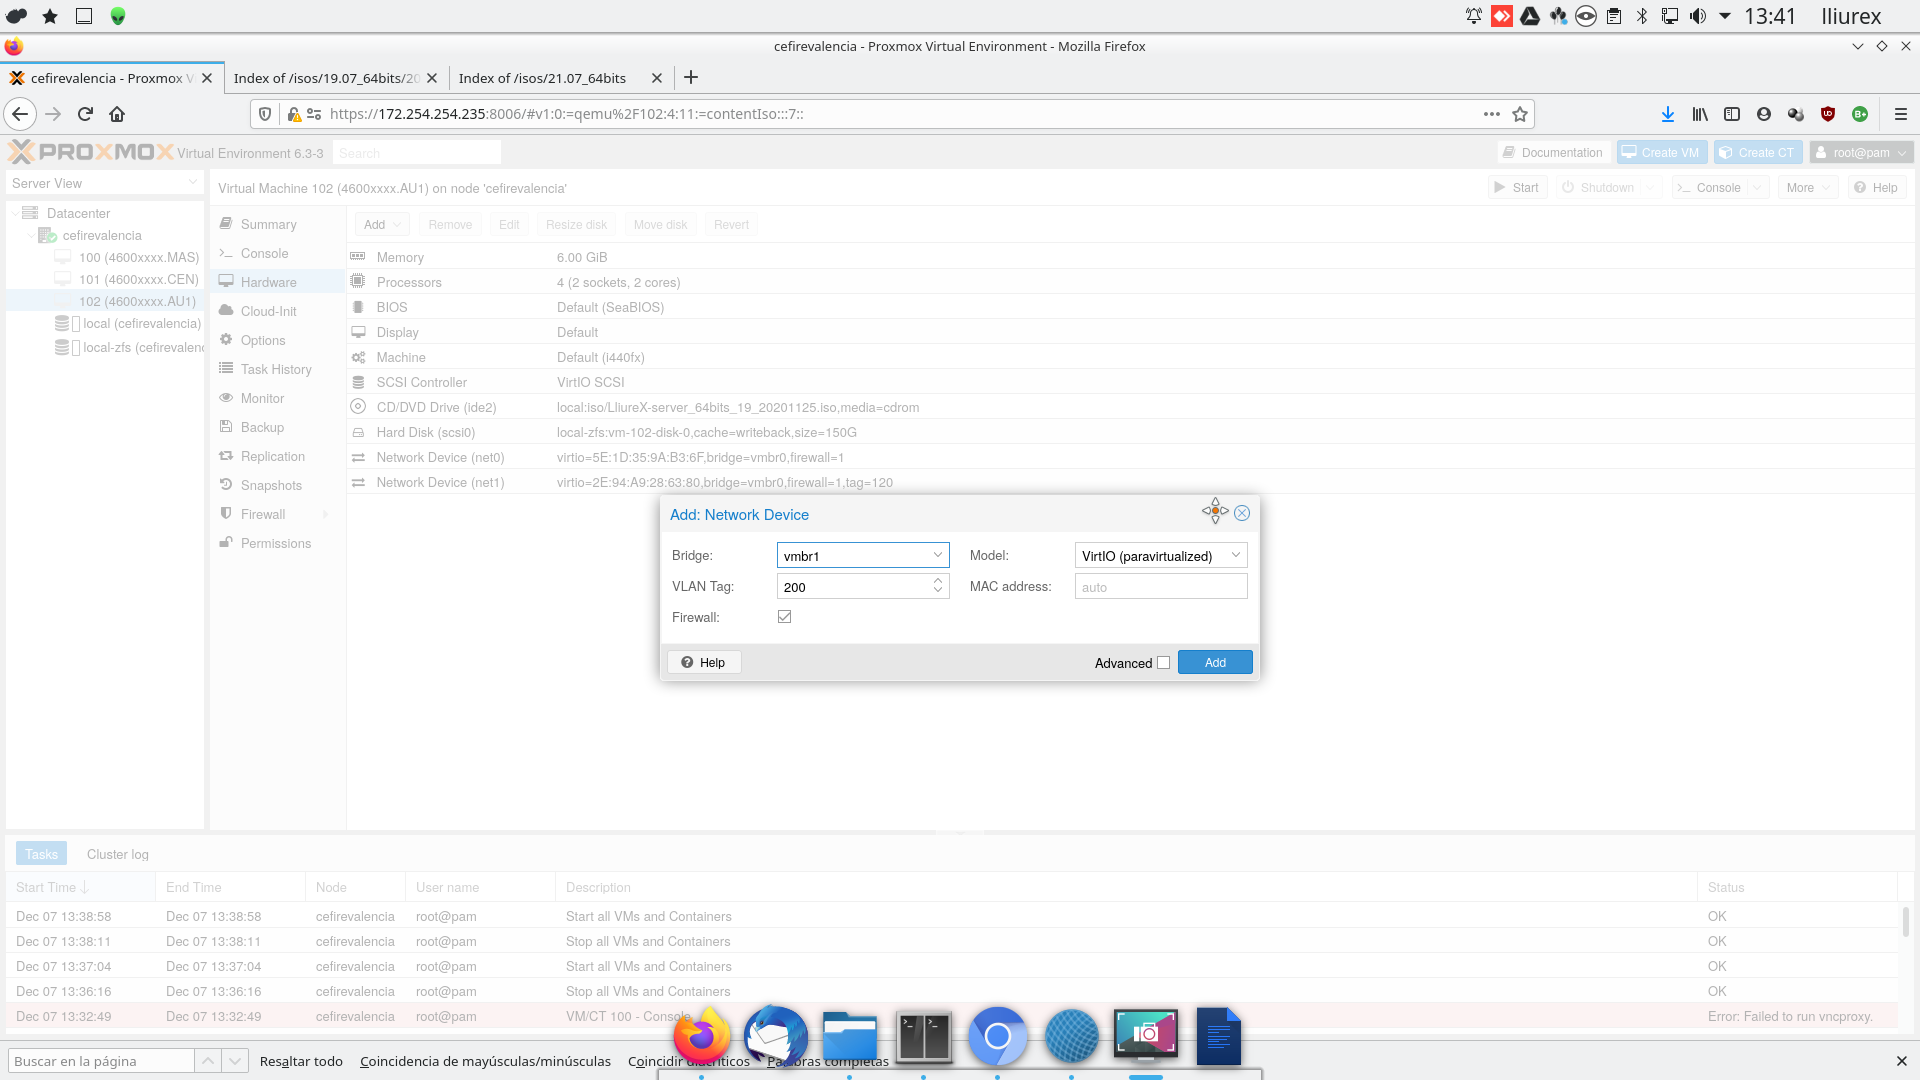 13:41 lliurex
cefirevalencia - Proxmox Virtual Environment - Mozilla Firefox
cefirevalencia - Proxmox V
Index of /isos/19.07_64bits/20
Index of /isos/21.07_64bits
https://172.254.254.235:8006/#v1:0:=qemu%2F102:4:11:=contentIso:::7::
PROXMOX Virtual Environment 6.3-3 Search Documentation Create VM Create CT root@pam
Server View
Virtual Machine 102 (4600xxxx.AU1) on node 'cefirevalencia' Start Shutdown Console More Help
Datacenter
cefirevalencia
100 (4600xxxx.MAS)
101 (4600xxxx.CEN)
102 (4600xxxx.AU1)
local (cefirevalencia)
local-zfs (cefirevalenc
Summary
Console
Hardware
Cloud-Init
Options
Task History
Monitor
Backup
Replication
Snapshots
Firewall
Permissions
Add Remove Edit Resize disk Move disk Revert
Memory 6.00 GiB
Processors 4 (2 sockets, 2 cores)
BIOS Default (SeaBIOS)
Display Default
Machine Default (i440fx)
SCSI Controller VirtIO SCSI
CD/DVD Drive (ide2) local:iso/LliureX-server_64bits_19_20201125.iso,media=cdrom
Hard Disk (scsi0) local-zfs:vm-102-disk-0,cache=writeback,size=150G
Network Device (net0) virtio=5E:1D:35:9A:B3:6F,bridge=vmbr0,firewall=1
Network Device (net1) virtio=2E:94:A9:28:63:80,bridge=vmbr0,firewall=1,tag=120
Add: Network Device
Bridge: vmbr1 Model: VirtIO (paravirtualized)
VLAN Tag: 200 MAC address: auto
Firewall:
Help Advanced Add
Tasks Cluster log
Start Time End Time Node User name Description Status
Dec 07 13:38:58 Dec 07 13:38:58 cefirevalencia root@pam Start all VMs and Containers OK
Dec 07 13:38:11 Dec 07 13:38:11 cefirevalencia root@pam Stop all VMs and Containers OK
Dec 07 13:37:04 Dec 07 13:37:04 cefirevalencia root@pam Start all VMs and Containers OK
Dec 07 13:36:16 Dec 07 13:36:16 cefirevalencia root@pam Stop all VMs and Containers OK
Dec 07 13:32:49 Dec 07 13:32:49 cefirevalencia root@pam VM/CT 100 - Console Error: Failed to run vncproxy.
Buscar en la página Resaltar todo Coincidencia de mayúsculas/minúsculas Coincidir diacríticos Palabras completas